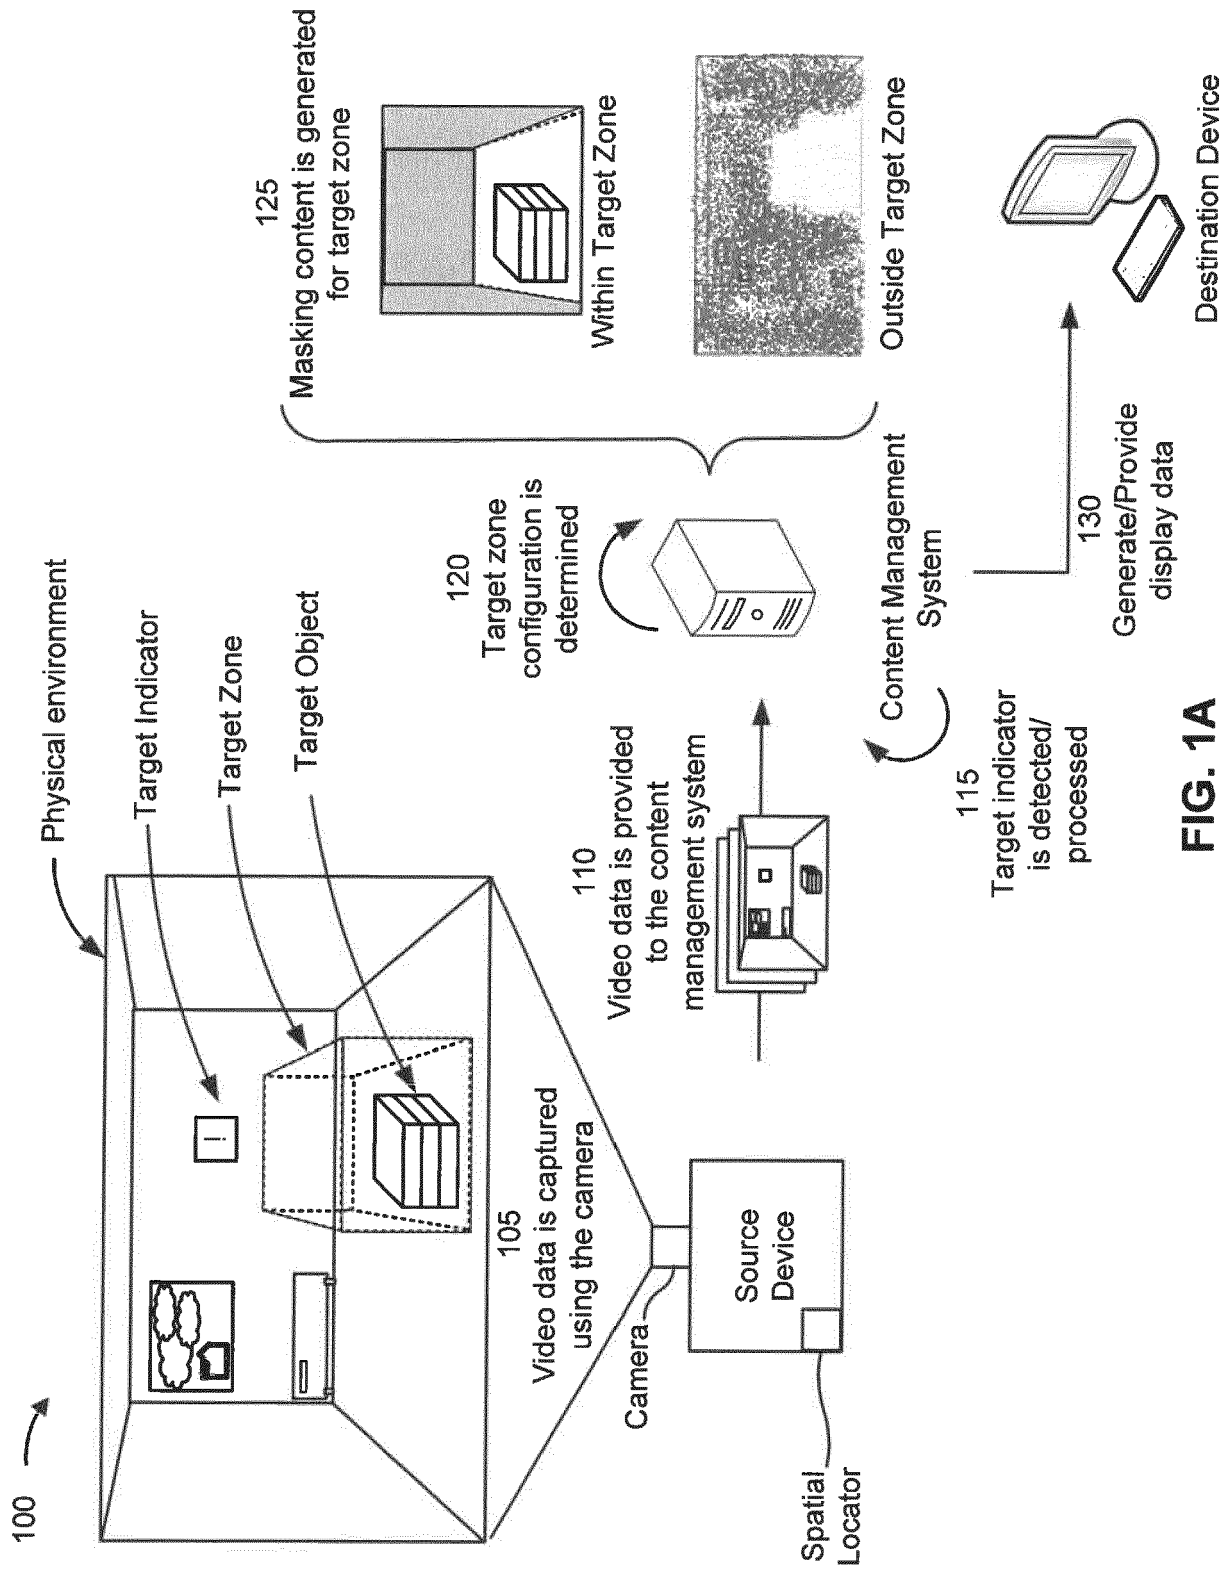 100
Physical environment
Target Indicator
Target Zone
Target Object
105
Video data is captured
using the camera
Camera
Source
Device
Spatial
Locator
110
Video data is provided
to the content
management system
115
Target indicator
is detected/
processed
120
Target zone
configuration is
determined
Content Management
System
125
Masking content is generated
for target zone
Within Target Zone
Outside Target Zone
130
Generate/Provide
display data
Destination Device
FIG. 1A